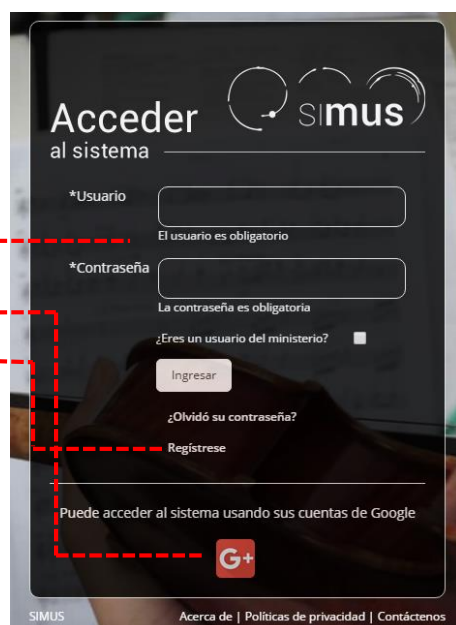 Acceder
al sistema
sımus
*Usuario
El usuario es obligatorio
*Contraseña
La contraseña es obligatoria
¿Eres un usuario del ministerio?
Ingresar
¿Olvidó su contraseña?
Regístrese
Puede acceder al sistema usando sus cuentas de Google
G+
SIMUS
Acerca de | Políticas de privacidad | Contáctenos